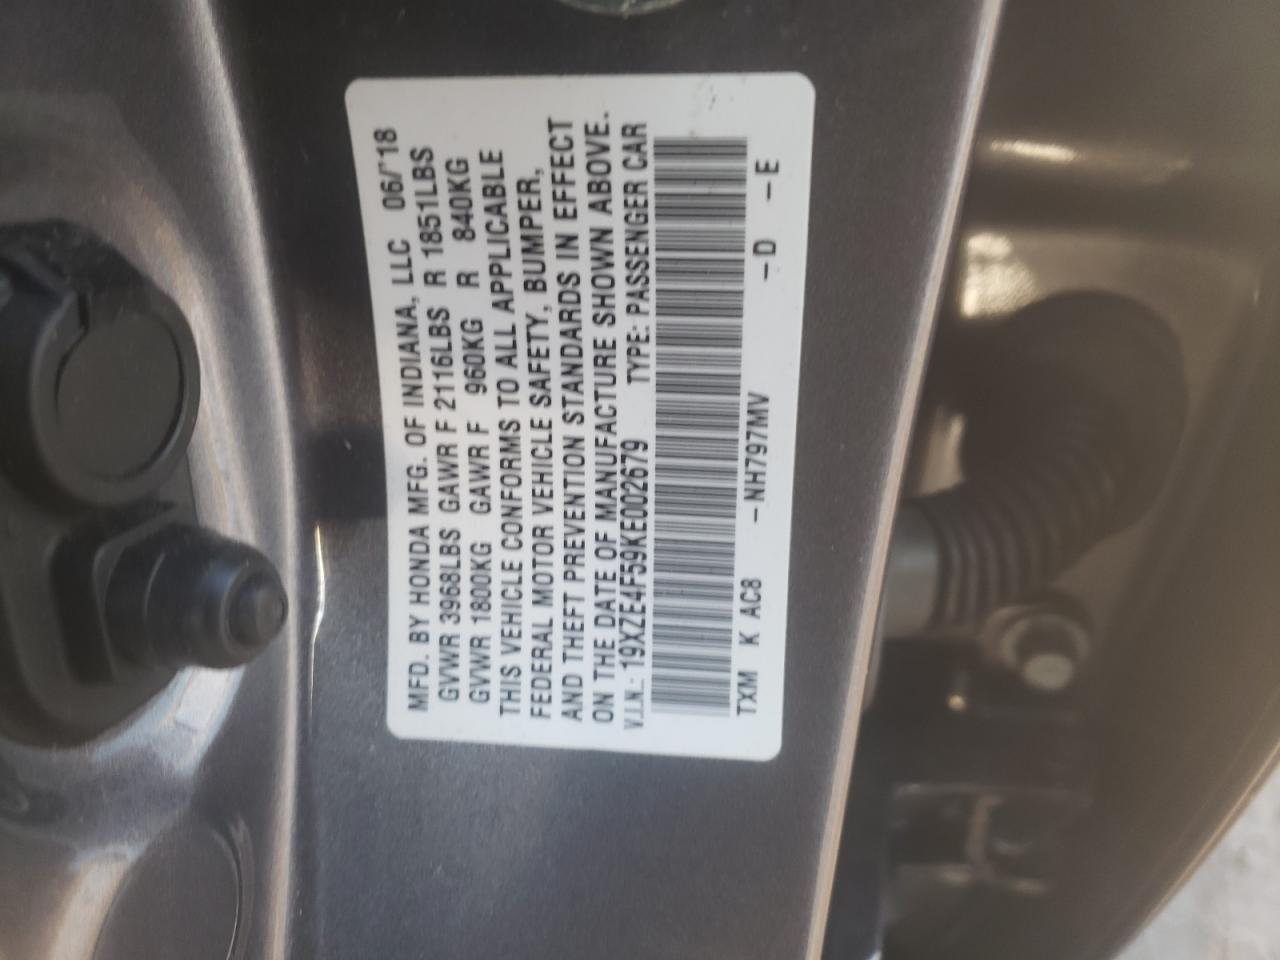 MFD. BY HONDA MFG. OF INDIANA, LLC 06/'18
GVWR 3968LBS GAWR F 2116LBS R 1851LBS
GVWR 1800KG GAWR F 960KG R 840KG
THIS VEHICLE CONFORMS TO ALL APPLICABLE
FEDERAL MOTOR VEHICLE SAFETY, BUMPER,
AND THEFT PREVENTION STANDARDS IN EFFECT
ON THE DATE OF MANUFACTURE SHOWN ABOVE.
V.I.N.: 19XZE4F59KE002679 TYPE: PASSENGER CAR
TXM K AC8 –NH797MV –D –E